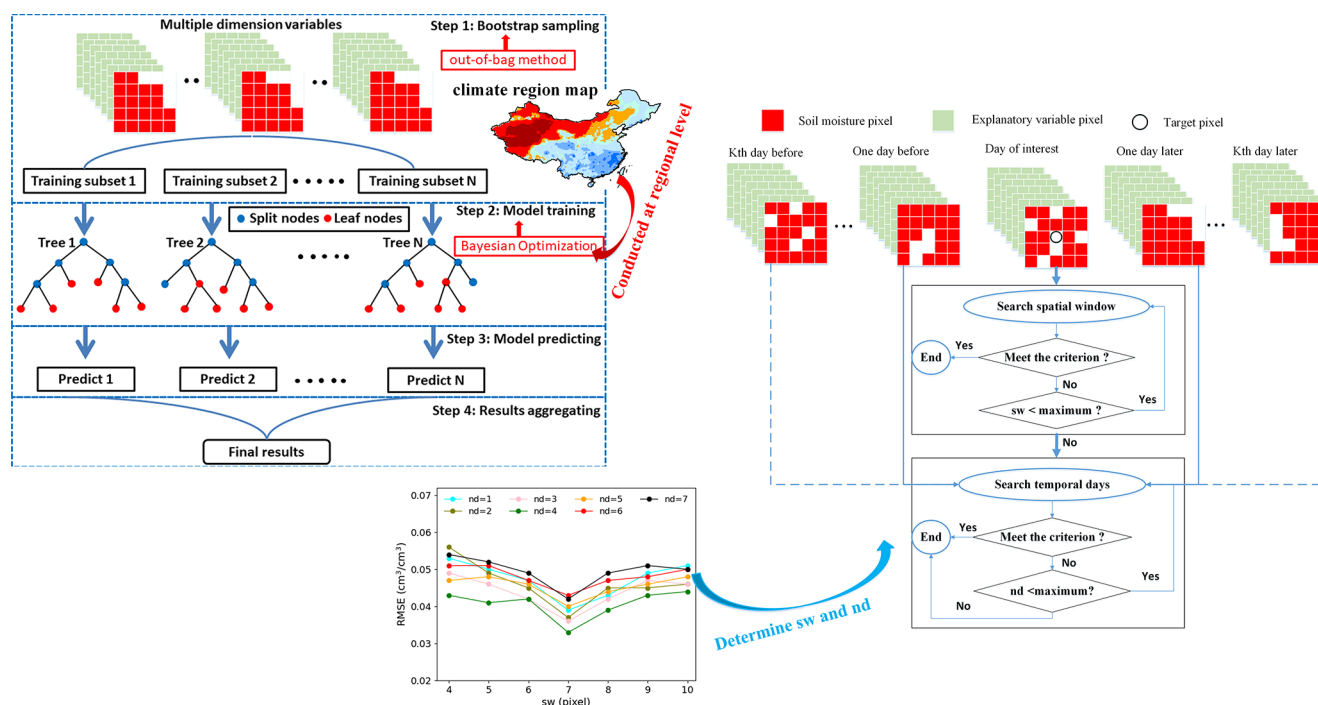 Multiple dimension variables
Step 1: Bootstrap sampling
out-of-bag method
climate region map
Training subset 1
Training subset 2
Training subset N
Conducted at regional level
Split nodes
Leaf nodes
Step 2: Model training
Bayesian Optimization
Tree 1
Tree 2
Tree N
Step 3: Model predicting
Predict 1
Predict 2
Predict N
Step 4: Results aggregating
Final results
Soil moisture pixel
Explanatory variable pixel
Target pixel
Kth day before
One day before
Day of interest
One day later
Kth day later
Search spatial window
End
Yes
Meet the criterion ?
No
Yes
sw < maximum ?
No
Search temporal days
End
Yes
Meet the criterion ?
No
Yes
nd <maximum?
No
Determine sw and nd
RMSE (cm³/cm³)
0.07
0.06
0.05
0.04
0.03
0.02
nd=1
nd=2
nd=3
nd=4
nd=5
nd=6
nd=7
4 5 6 7 8 9 10
sw (pixel)